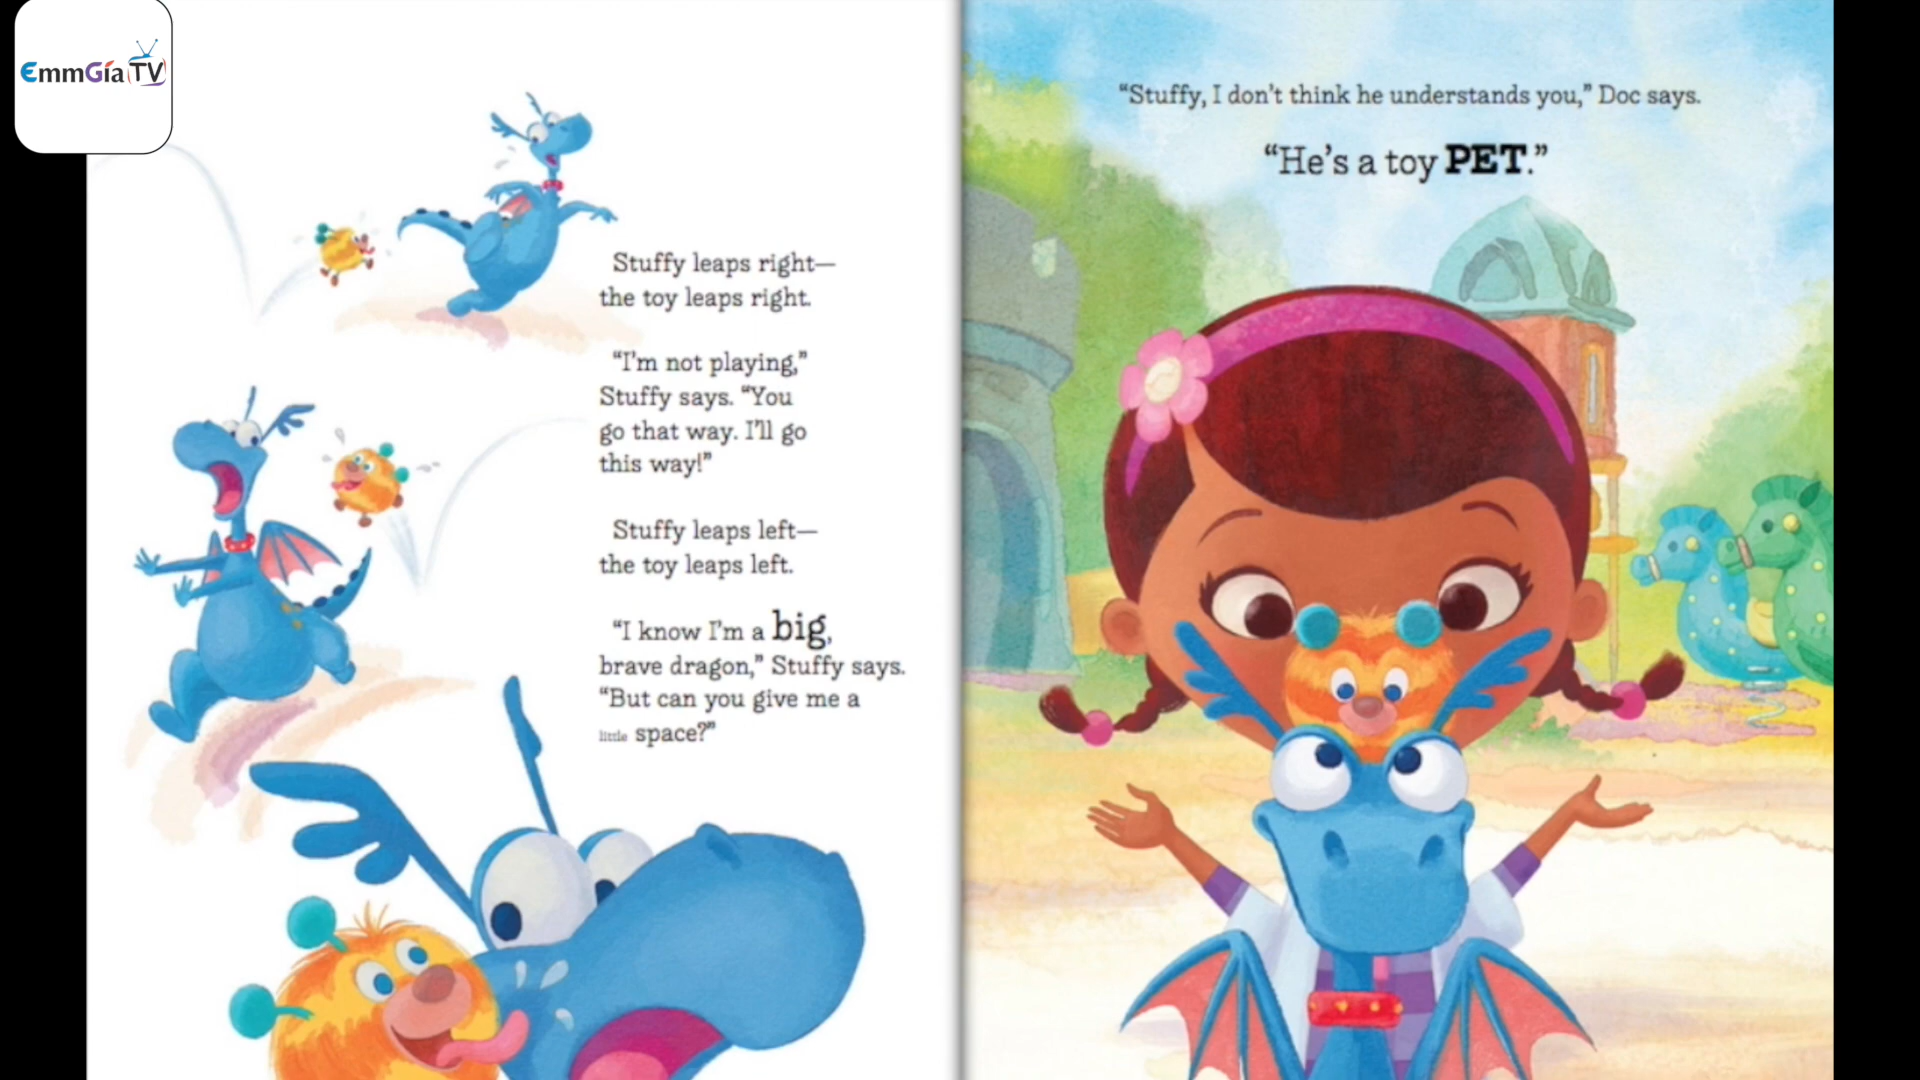 EmmGía TV
Stuffy leaps right—
the toy leaps right.
“I’m not playing,”
Stuffy says. “You
go that way. I’ll go
this way!”
Stuffy leaps left—
the toy leaps left.
“I know I’m a big,
brave dragon,” Stuffy says.
“But can you give me a
little space?”
“Stuffy, I don’t think he understands you,” Doc says.
“He’s a toy PET.”